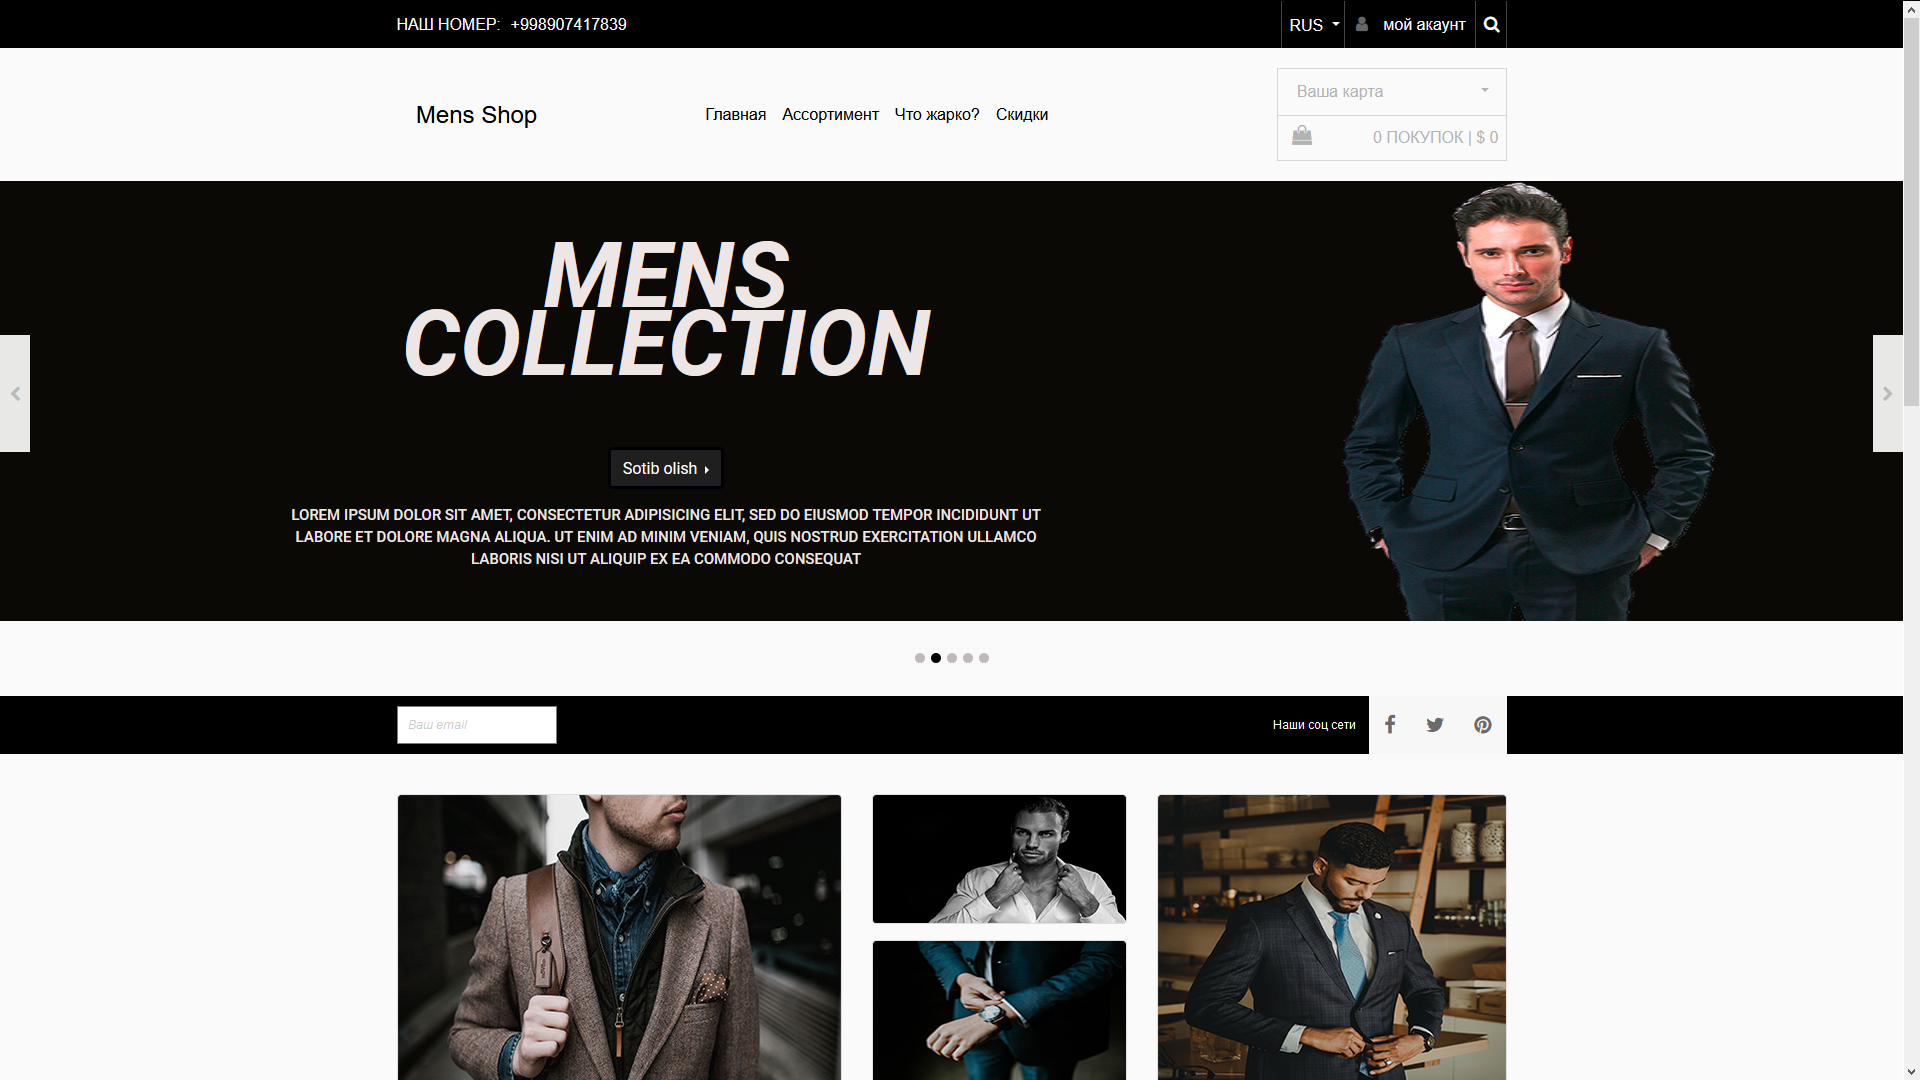 НАШ НОМЕР: +998907417839
RUS
мой акаунт
Mens Shop
Главная Ассортимент Что жарко? Скидки
Ваша карта
0 ПОКУПОК | $ 0
MENS
COLLECTION
Sotib olish
LOREM IPSUM DOLOR SIT AMET, CONSECTETUR ADIPISICING ELIT, SED DO EIUSMOD TEMPOR INCIDIDUNT UT
LABORE ET DOLORE MAGNA ALIQUA. UT ENIM AD MINIM VENIAM, QUIS NOSTRUD EXERCITATION ULLAMCO
LABORIS NISI UT ALIQUIP EX EA COMMODO CONSEQUAT
Ваш email
Наши соц сети